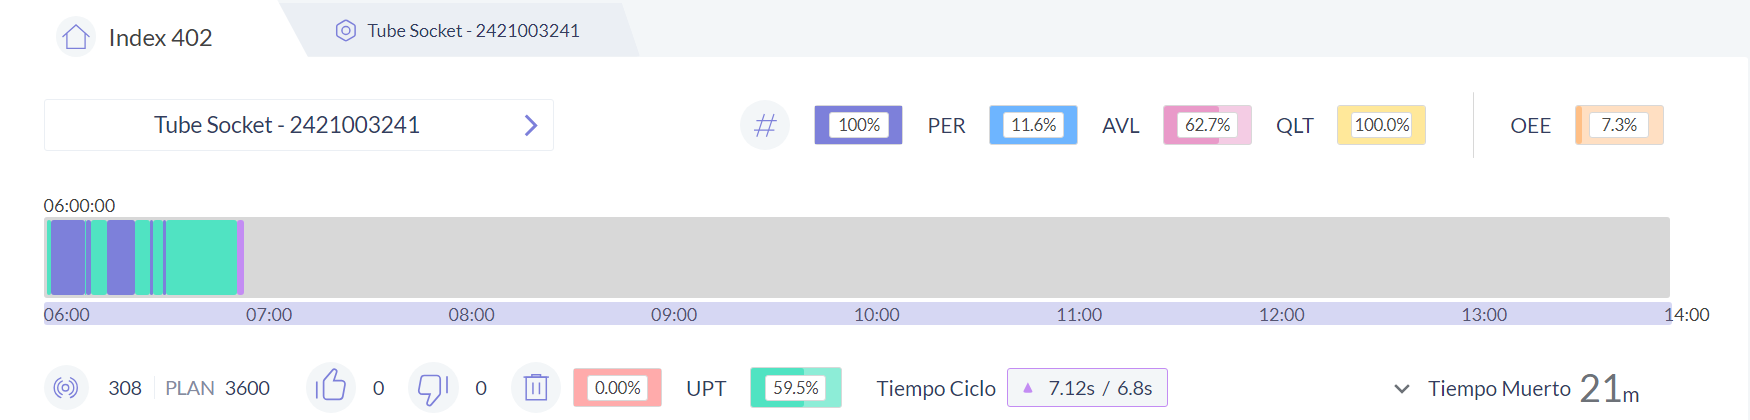 Index 402
Tube Socket - 2421003241
Tube Socket - 2421003241
100% PER 11.6% AVL 62.7% QLT 100.0% OEE 7.3%
06:00:00
06:00 07:00 08:00 09:00 10:00 11:00 12:00 13:00 14:00
308 PLAN 3600 0 0 0.00% UPT 59.5% Tiempo Ciclo 7.12s / 6.8s Tiempo Muerto 21m